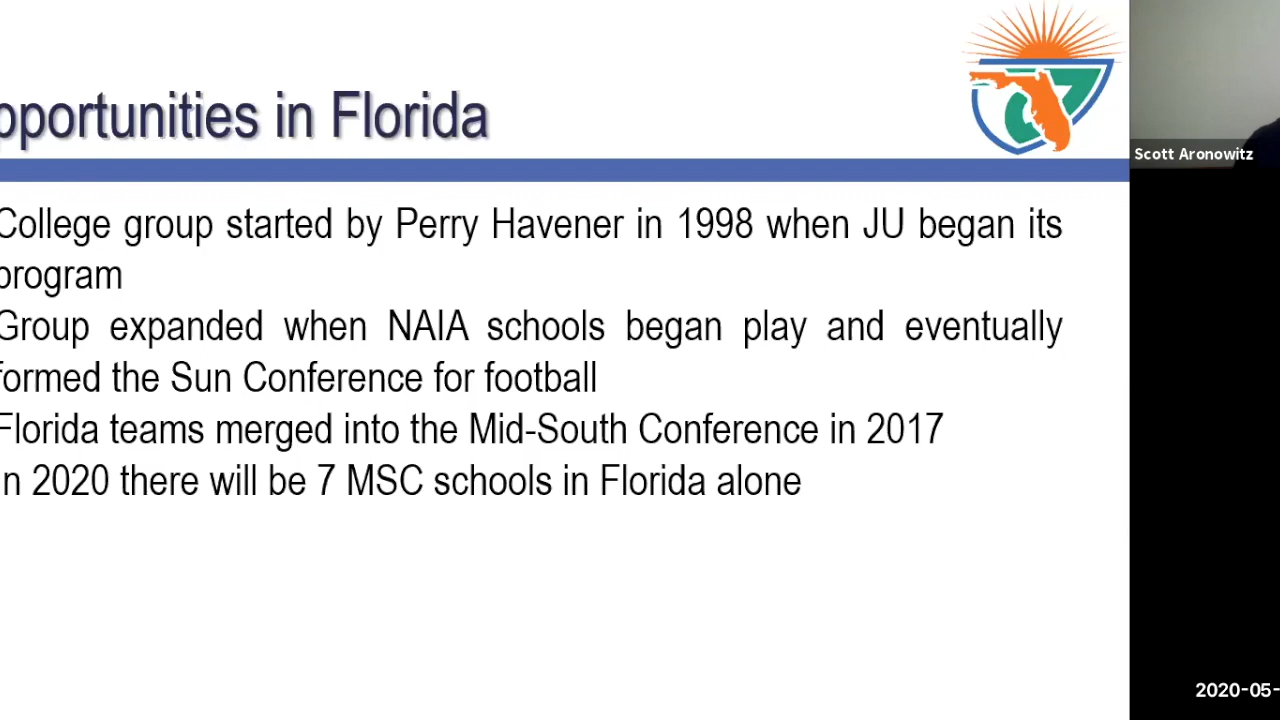 pportunities in Florida
Scott Aronowitz
College group started by Perry Havener in 1998 when JU began its
program
Group expanded when NAIA schools began play and eventually
formed the Sun Conference for football
Florida teams merged into the Mid-South Conference in 2017
In 2020 there will be 7 MSC schools in Florida alone
2020-05-